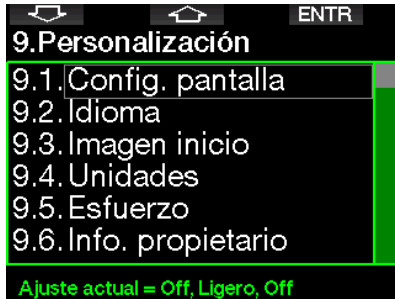 ENTR
9.Personalización
9.1.Config. pantalla
9.2.Idioma
9.3.Imagen inicio
9.4.Unidades
9.5.Esfuerzo
9.6.Info. propietario
Ajuste actual = Off, Ligero, Off